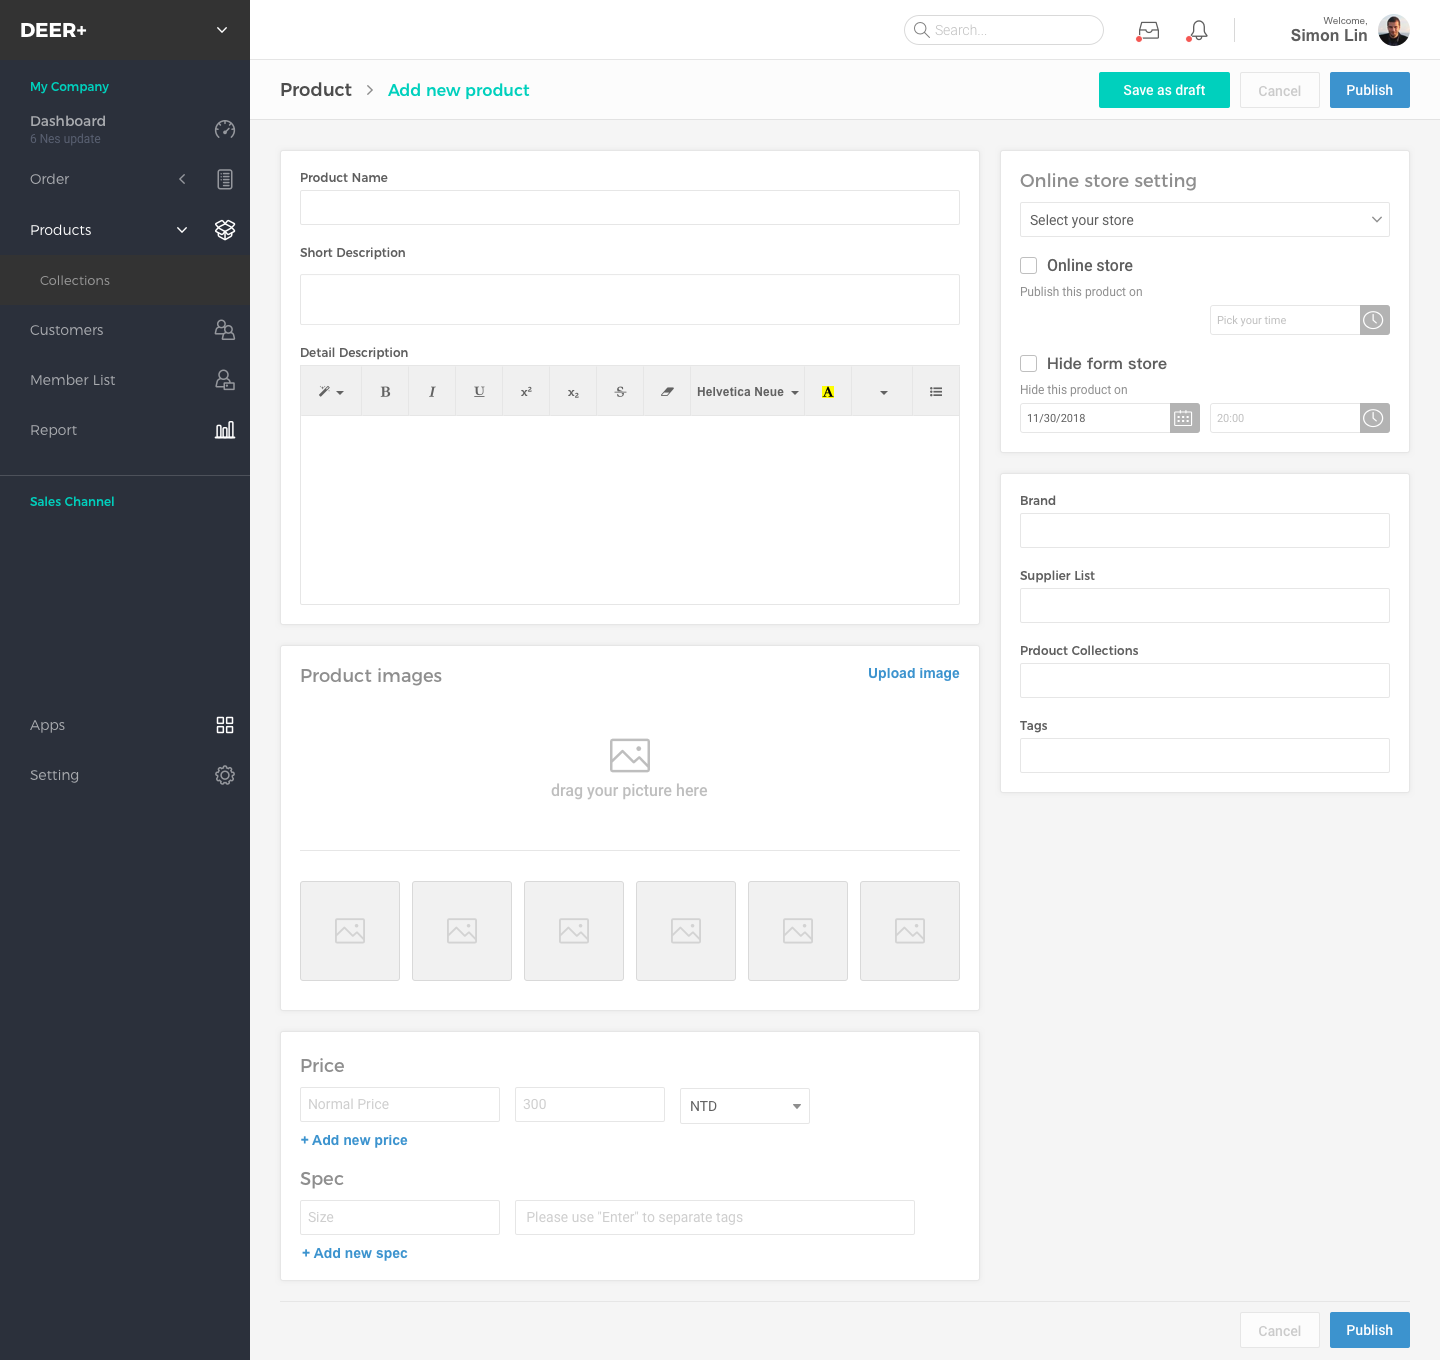 DEER+
Search...
Welcome,
Simon Lin
My Company
Dashboard
6 Nes update
Order
Products
Collections
Customers
Member List
Report
Sales Channel
Apps
Setting
Product > Add new product
Save as draft
Cancel
Publish
Product Name
Short Description
Detail Description
B
I
U
x²
x₂
S
Helvetica Neue
A
Product images
Upload image
drag your picture here
Price
Normal Price
300
NTD
+ Add new price
Spec
Size
Please use "Enter" to separate tags
+ Add new spec
Online store setting
Select your store
Online store
Publish this product on
Pick your time
Hide form store
Hide this product on
11/30/2018
20:00
Brand
Supplier List
Prdouct Collections
Tags
Cancel
Publish